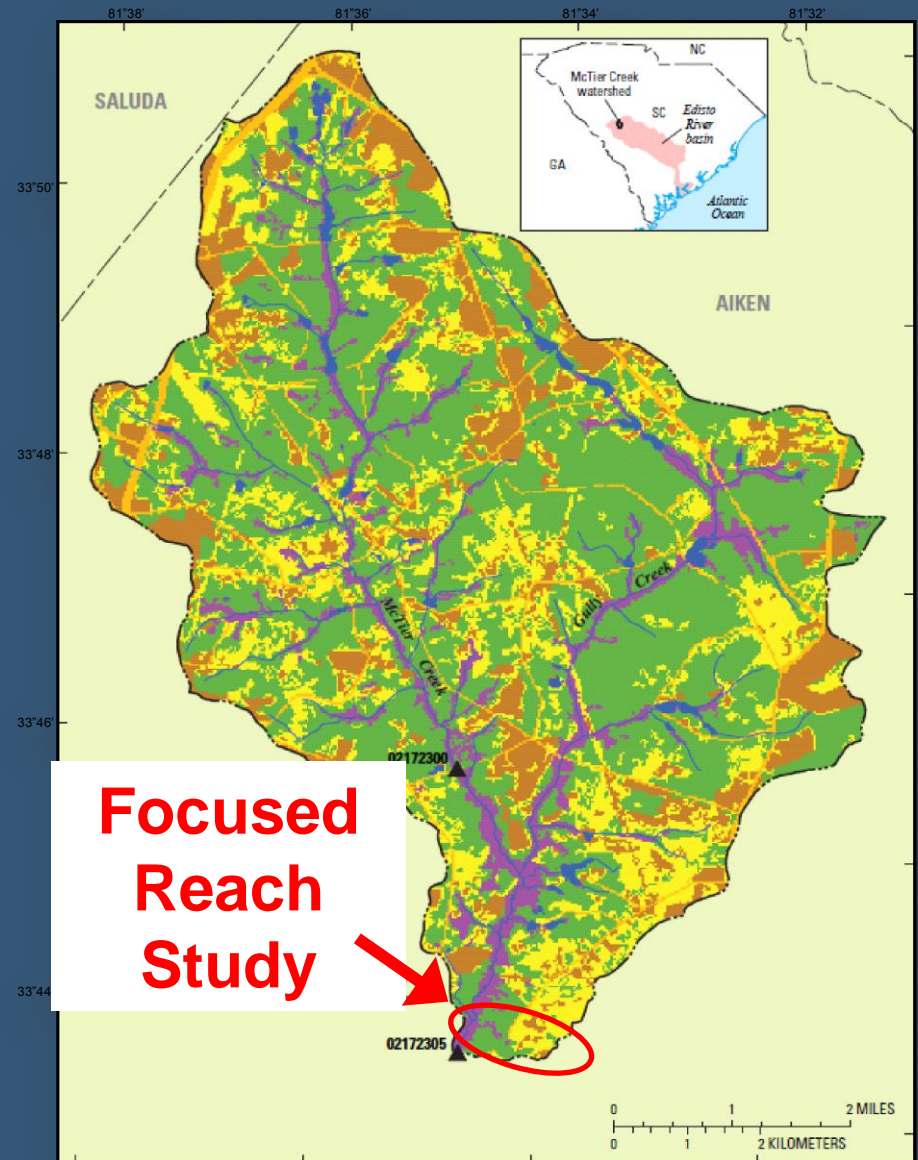 81"38'
81"36'
81"34'
81"32'
SALUDA
NC
McTier Creek
watershed
SC
Edisto
River
basin
GA
Atlantic
Ocean
33"50'
AIKEN
33"48'
Gully
Creek
McTier
Creek
33"46'
02172300
Focused
Reach
Study
33"44
02172305
0 1 2 MILES
0 1 2 KILOMETERS